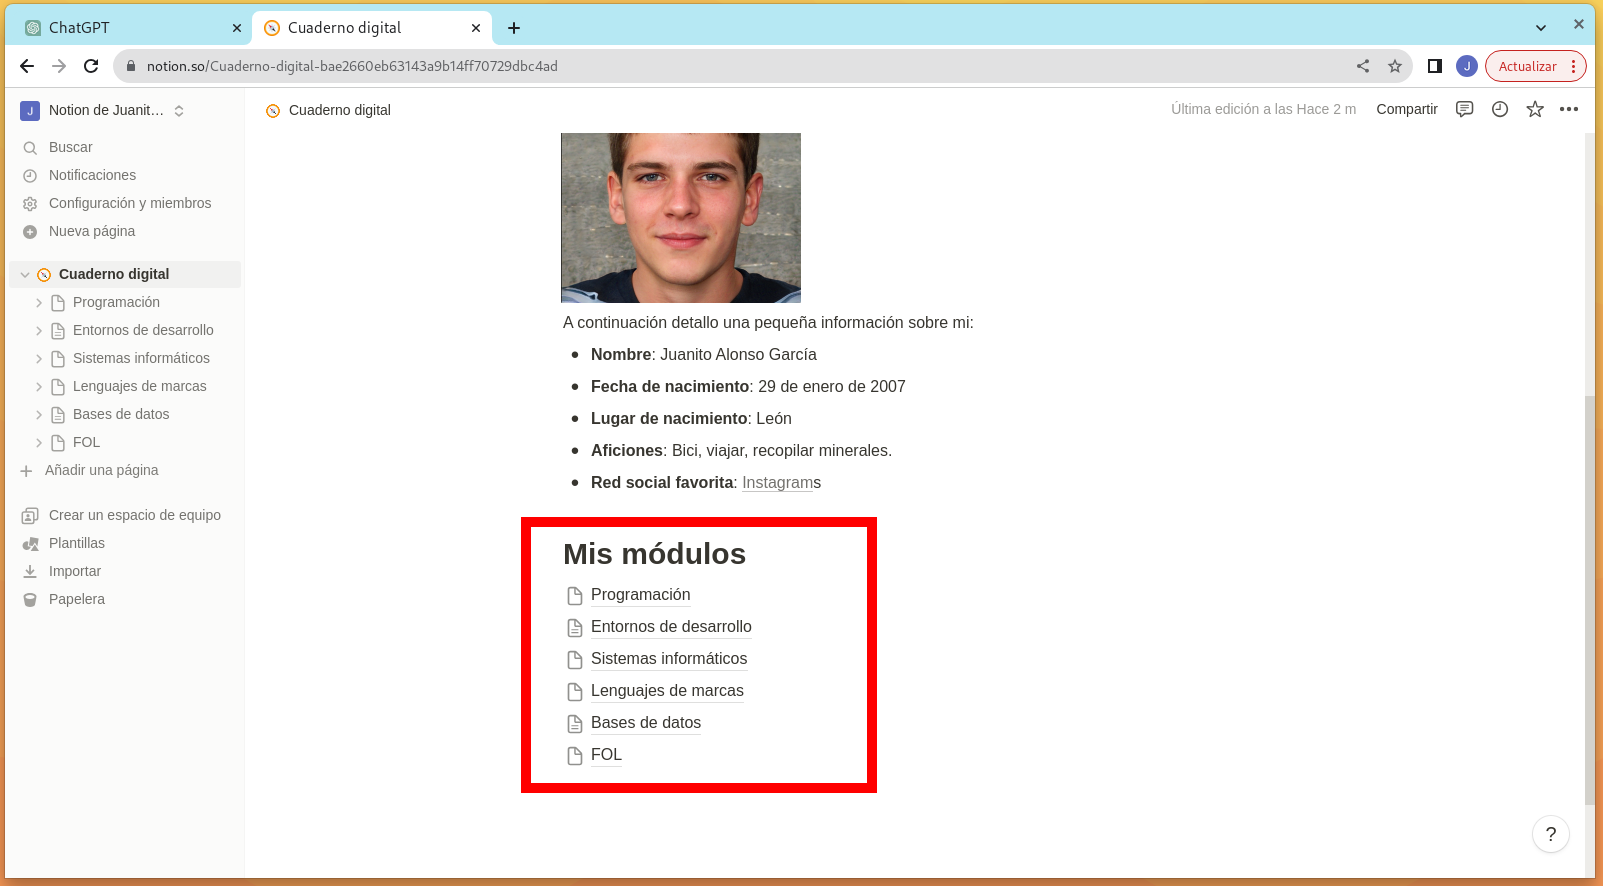 ChatGPT
Cuaderno digital
notion.so/Cuaderno-digital-bae2660eb63143a9b14ff70729dbc4ad
J
Actualizar
J Notion de Juanit…
Buscar
Notificaciones
Configuración y miembros
Nueva página
Cuaderno digital
Programación
Entornos de desarrollo
Sistemas informáticos
Lenguajes de marcas
Bases de datos
FOL
Añadir una página
Crear un espacio de equipo
Plantillas
Importar
Papelera
Cuaderno digital
Última edición a las Hace 2 m
Compartir
A continuación detallo una pequeña información sobre mi:
Nombre: Juanito Alonso García
Fecha de nacimiento: 29 de enero de 2007
Lugar de nacimiento: León
Aficiones: Bici, viajar, recopilar minerales.
Red social favorita: Instagrams
Mis módulos
Programación
Entornos de desarrollo
Sistemas informáticos
Lenguajes de marcas
Bases de datos
FOL
?